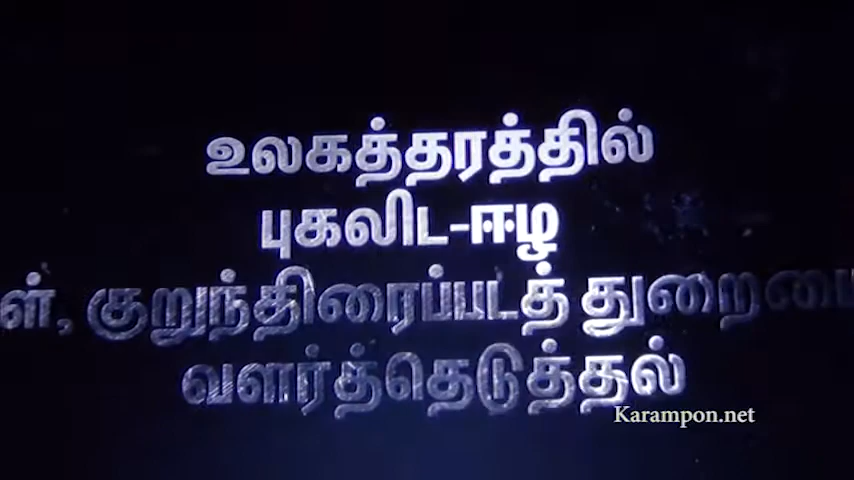 உலகத்தரத்தில்
புகலிட-ஈழ
குறுந்திரைப்படத்
வளர்த்தெடுத்தல்
Karampon.net